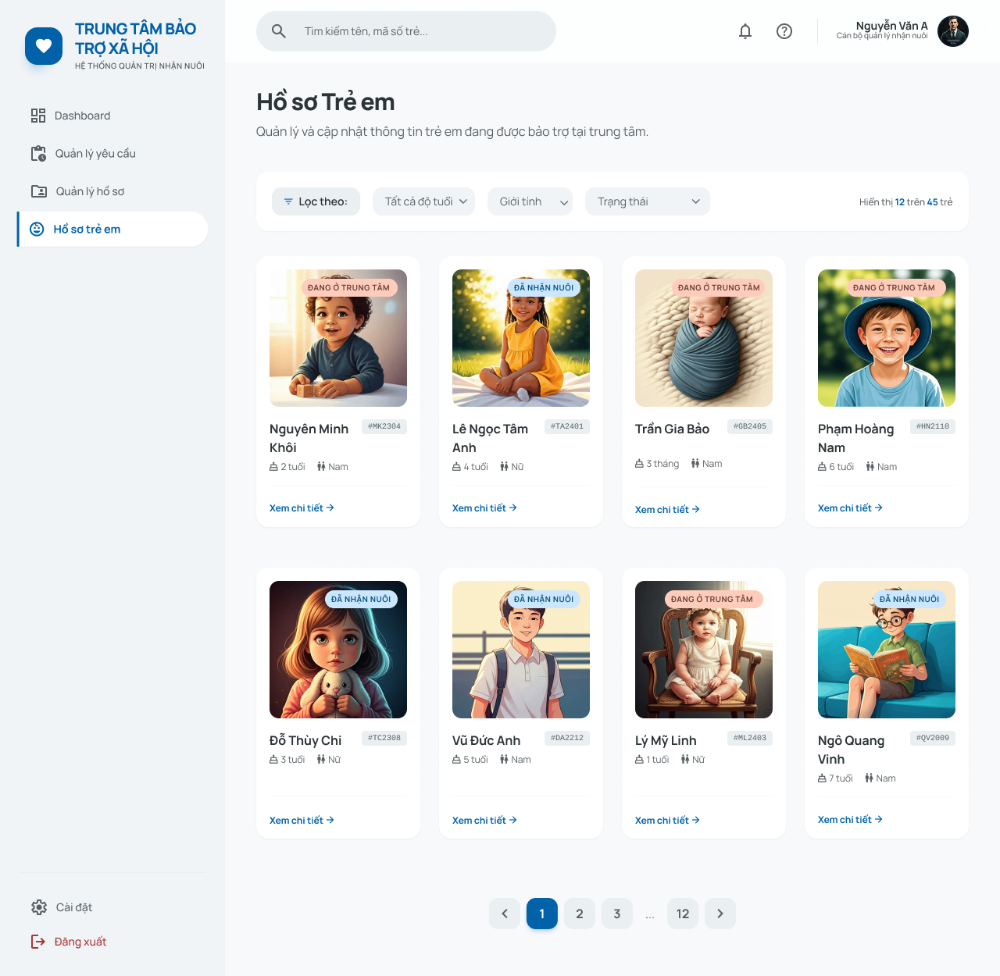 TRUNG TÂM BẢO
TRỢ XÃ HỘI
HỆ THỐNG QUẢN TRỊ NHẬN NUÔI
Dashboard
Quản lý yêu cầu
Quản lý hồ sơ
Hồ sơ trẻ em
Cài đặt
Đăng xuất
Tìm kiếm tên, mã số trẻ...
Nguyễn Văn A
Cán bộ quản lý nhận nuôi
Hồ sơ Trẻ em
Quản lý và cập nhật thông tin trẻ em đang được bảo trợ tại trung tâm.
Lọc theo:
Tất cả độ tuổi
Giới tính
Trạng thái
Hiển thị 12 trên 45 trẻ
ĐANG Ở TRUNG TÂM
Nguyên Minh
Khôi
#MK2304
2 tuổi
Nam
Xem chi tiết
ĐÃ NHẬN NUÔI
Lê Ngọc Tâm
Anh
#TA2401
4 tuổi
Nữ
Xem chi tiết
ĐANG Ở TRUNG TÂM
Trần Gia Bảo
#GB2405
3 tháng
Nam
Xem chi tiết
ĐANG Ở TRUNG TÂM
Phạm Hoàng
Nam
#HN2110
6 tuổi
Nam
Xem chi tiết
ĐÃ NHẬN NUÔI
Đỗ Thùy Chi
#TC2308
3 tuổi
Nữ
Xem chi tiết
ĐÃ NHẬN NUÔI
Vũ Đức Anh
#DA2212
5 tuổi
Nam
Xem chi tiết
ĐANG Ở TRUNG TÂM
Lý Mỹ Linh
#ML2403
1 tuổi
Nữ
Xem chi tiết
ĐÃ NHẬN NUÔI
Ngô Quang
Vinh
#QV2009
7 tuổi
Nam
Xem chi tiết
1
2
3
...
12